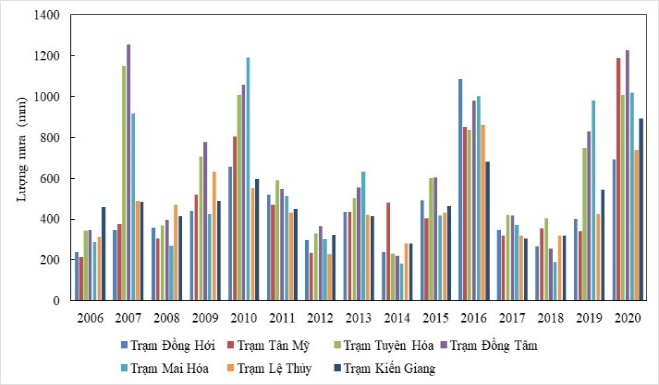 Lượng mưa (mm)
1400
1200
1000
800
600
400
200
0
2006 2007 2008 2009 2010 2011 2012 2013 2014 2015 2016 2017 2018 2019 2020
Trạm Đồng Hới Trạm Tân Mỹ Trạm Tuyên Hóa Trạm Đồng Tâm
Trạm Mai Hóa Trạm Lệ Thủy Trạm Kiến Giang